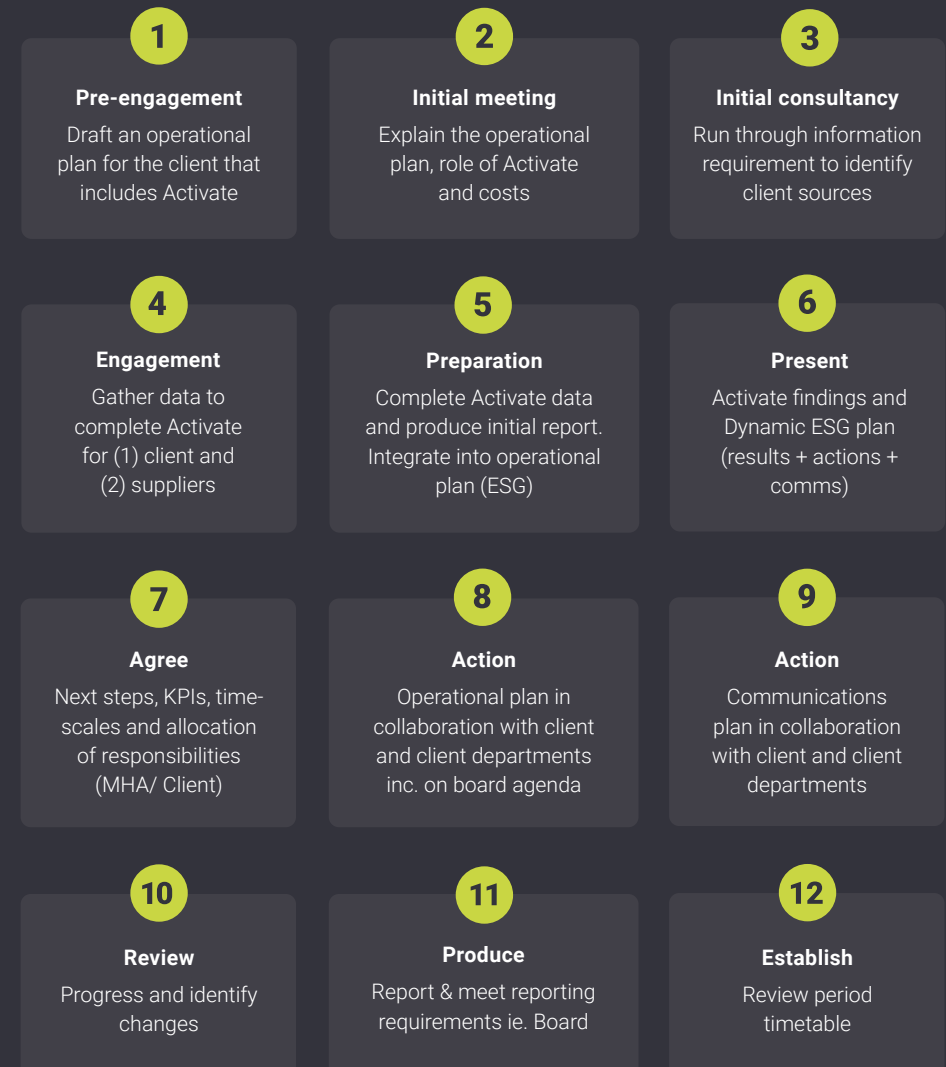 1
Pre-engagement
Draft an operational
plan for the client that
includes Activate
2
Initial meeting
Explain the operational
plan, role of Activate
and costs
3
Initial consultancy
Run through information
requirement to identify
client sources
4
Engagement
Gather data to
complete Activate
for (1) client and
(2) suppliers
5
Preparation
Complete Activate data
and produce initial report.
Integrate into operational
plan (ESG)
6
Present
Activate findings and
Dynamic ESG plan
(results + actions +
comms)
7
Agree
Next steps, KPIs, time-
scales and allocation
of responsibilities
(MHA/ Client)
8
Action
Operational plan in
collaboration with client
and client departments
inc. on board agenda
9
Action
Communications
plan in collaboration
with client and client
departments
10
Review
Progress and identify
changes
11
Produce
Report & meet reporting
requirements ie. Board
12
Establish
Review period
timetable